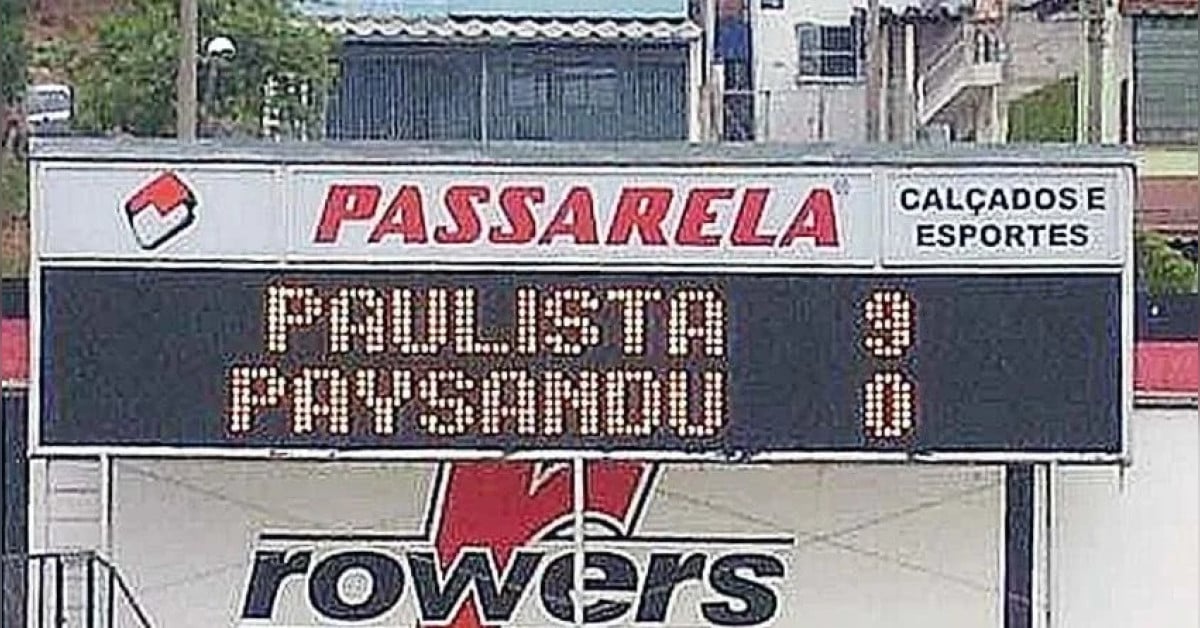 PASSARELA
CALÇADOS E
ESPORTES
PAULISTA 9
PAYSANDU 0
rowers